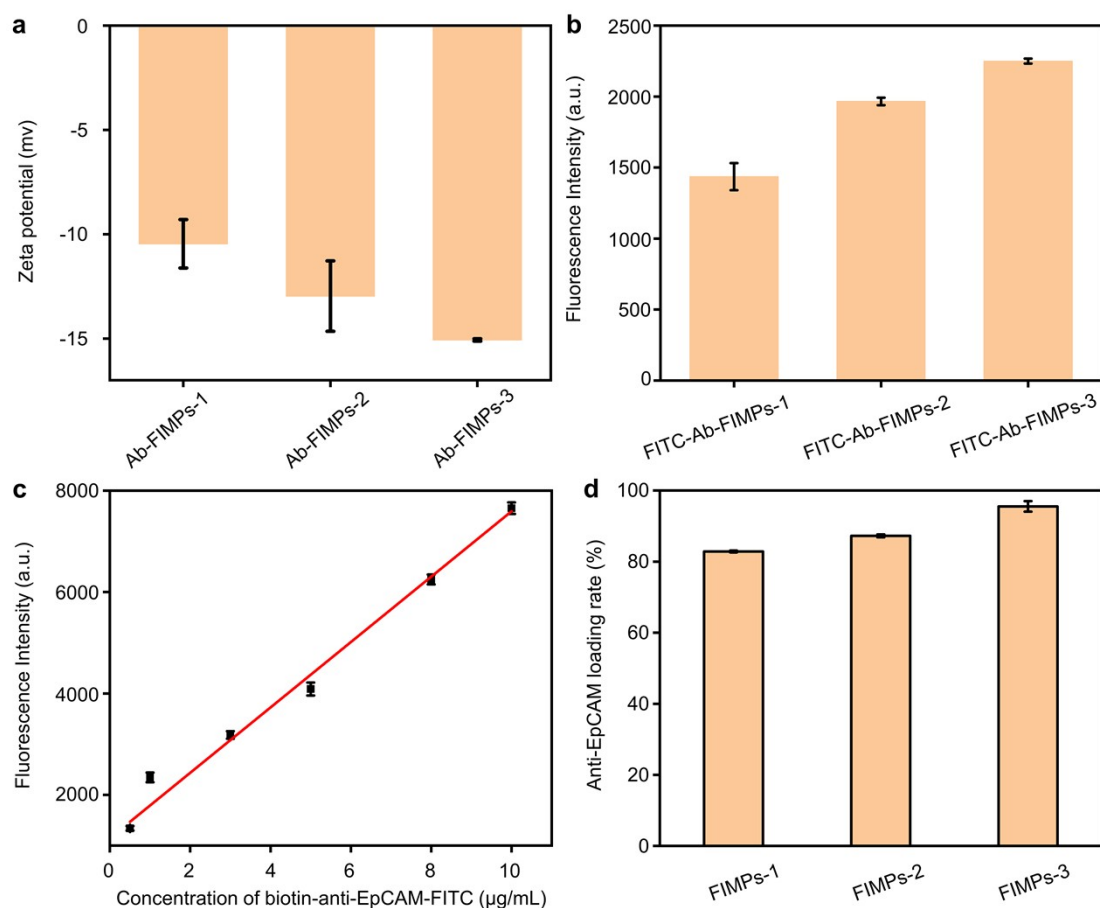 a
0
-5
-10
-15
Zeta potential (mv)
Ab-FIMPs-1
Ab-FIMPs-2
Ab-FIMPs-3
b
2500
2000
1500
1000
500
0
Fluorescence Intensity (a.u.)
FITC-Ab-FIMPs-1
FITC-Ab-FIMPs-2
FITC-Ab-FIMPs-3
c
8000
6000
4000
2000
Fluorescence Intensity (a.u.)
0 2 4 6 8 10
Concentration of biotin-anti-EpCAM-FITC (μg/mL)
d
100
80
60
40
20
0
Anti-EpCAM loading rate (%)
FIMPs-1
FIMPs-2
FIMPs-3